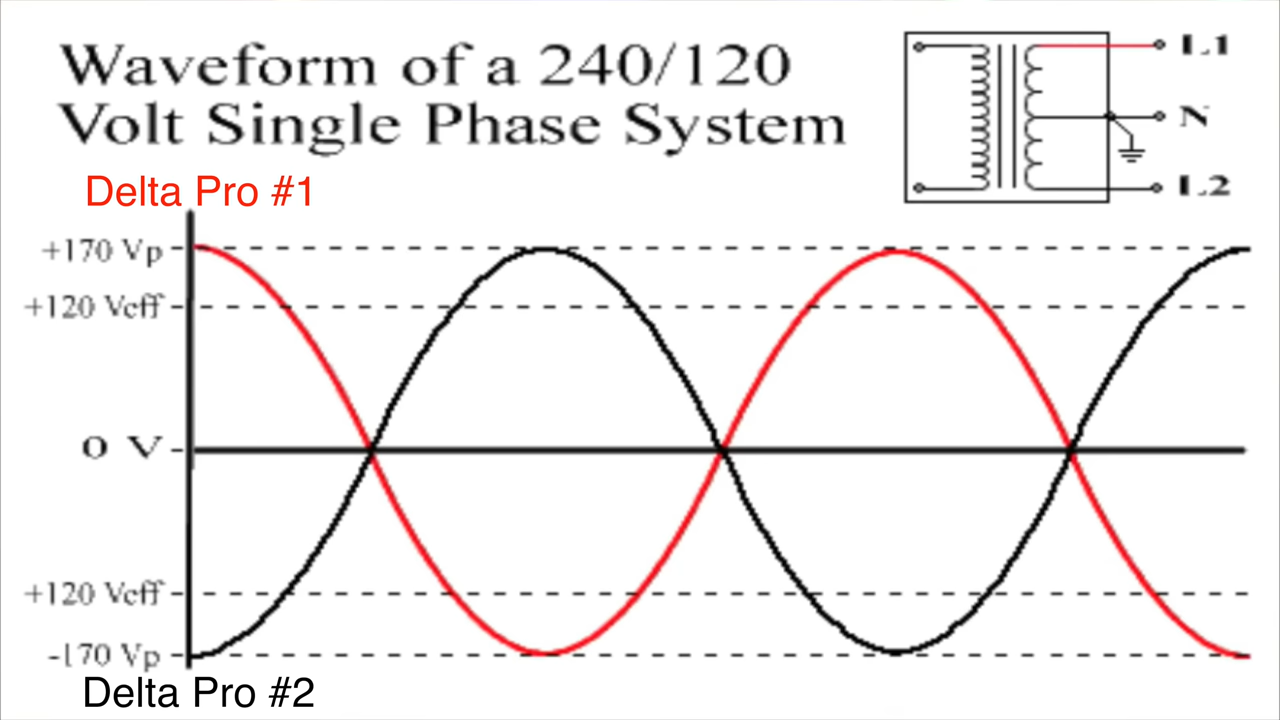 Waveform of a 240/120
Volt Single Phase System
L1
N
L2
Delta Pro #1
+170 Vp
+120 Veff
0 V
+120 Veff
-170 Vp
Delta Pro #2